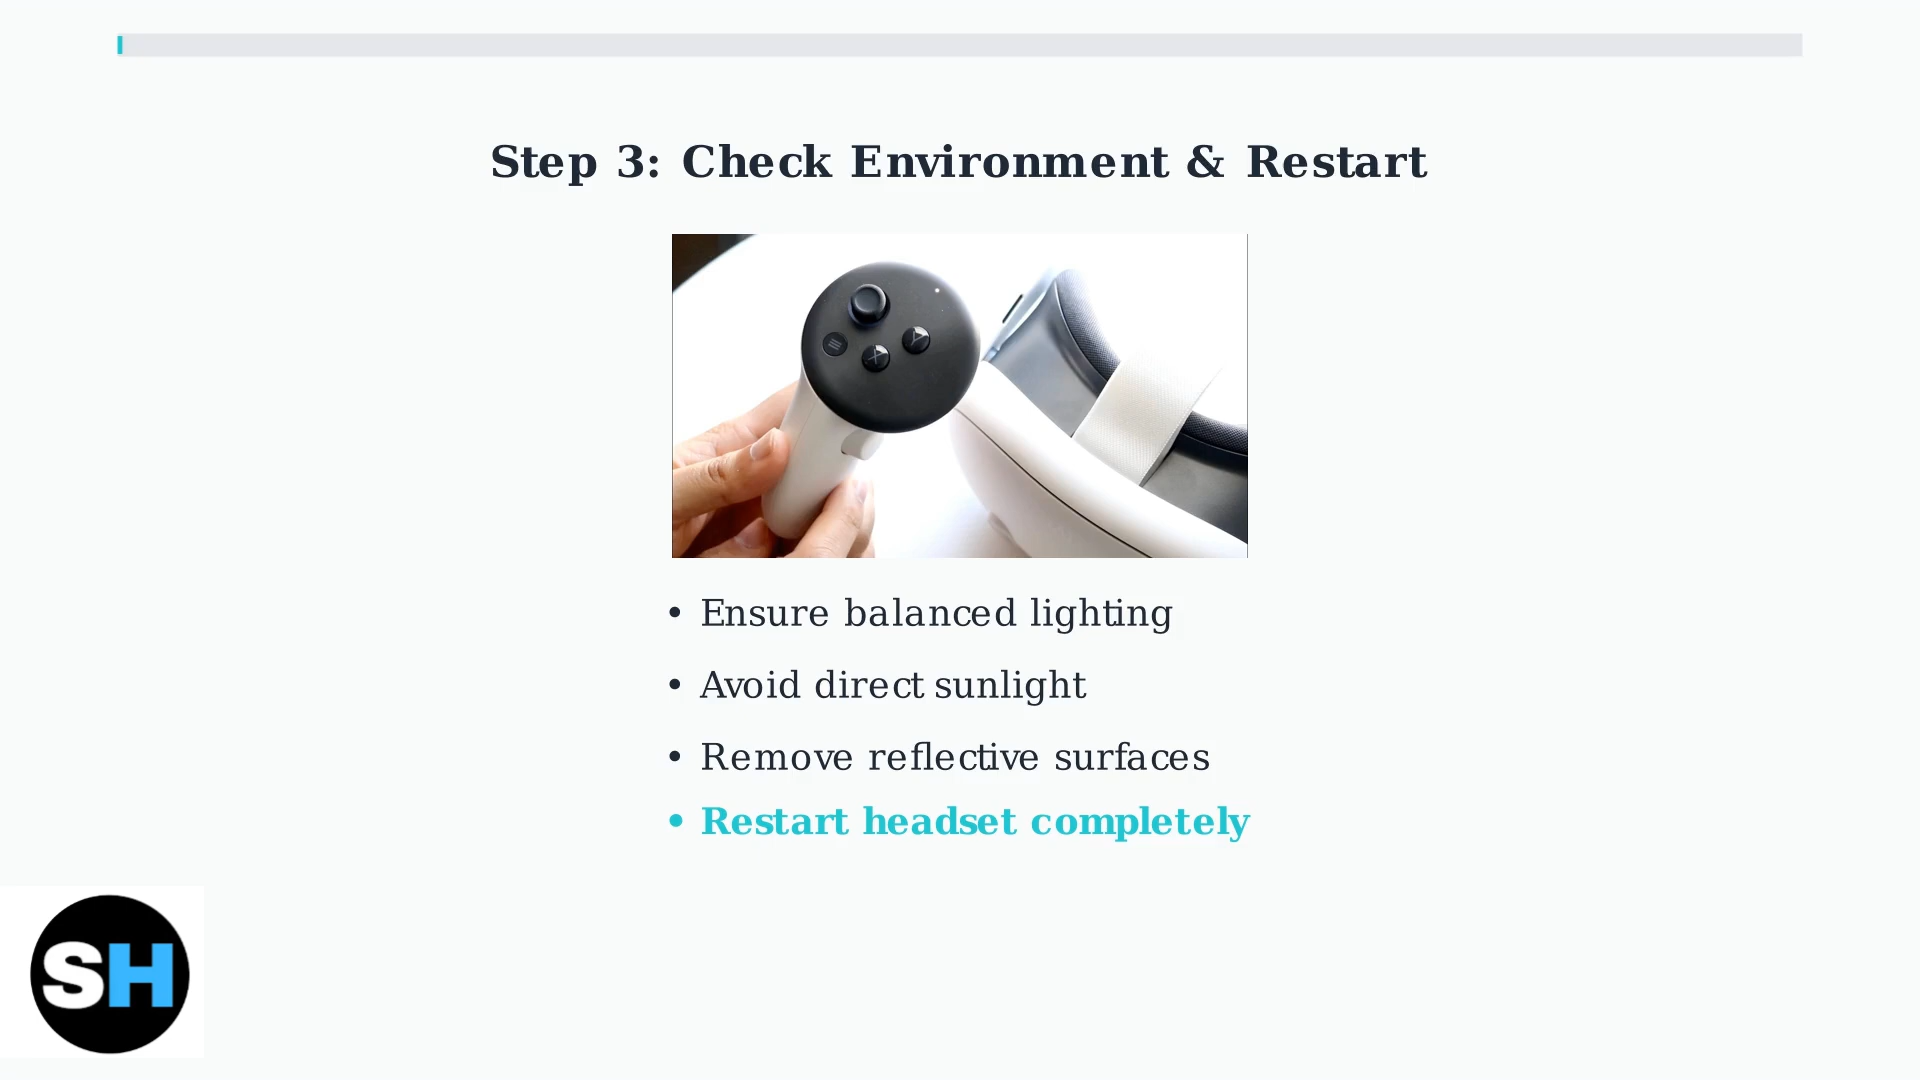 Step 3: Check Environment & Restart
Y
X
• Ensure balanced lighting
• Avoid direct sunlight
• Remove reflective surfaces
• Restart headset completely
SH